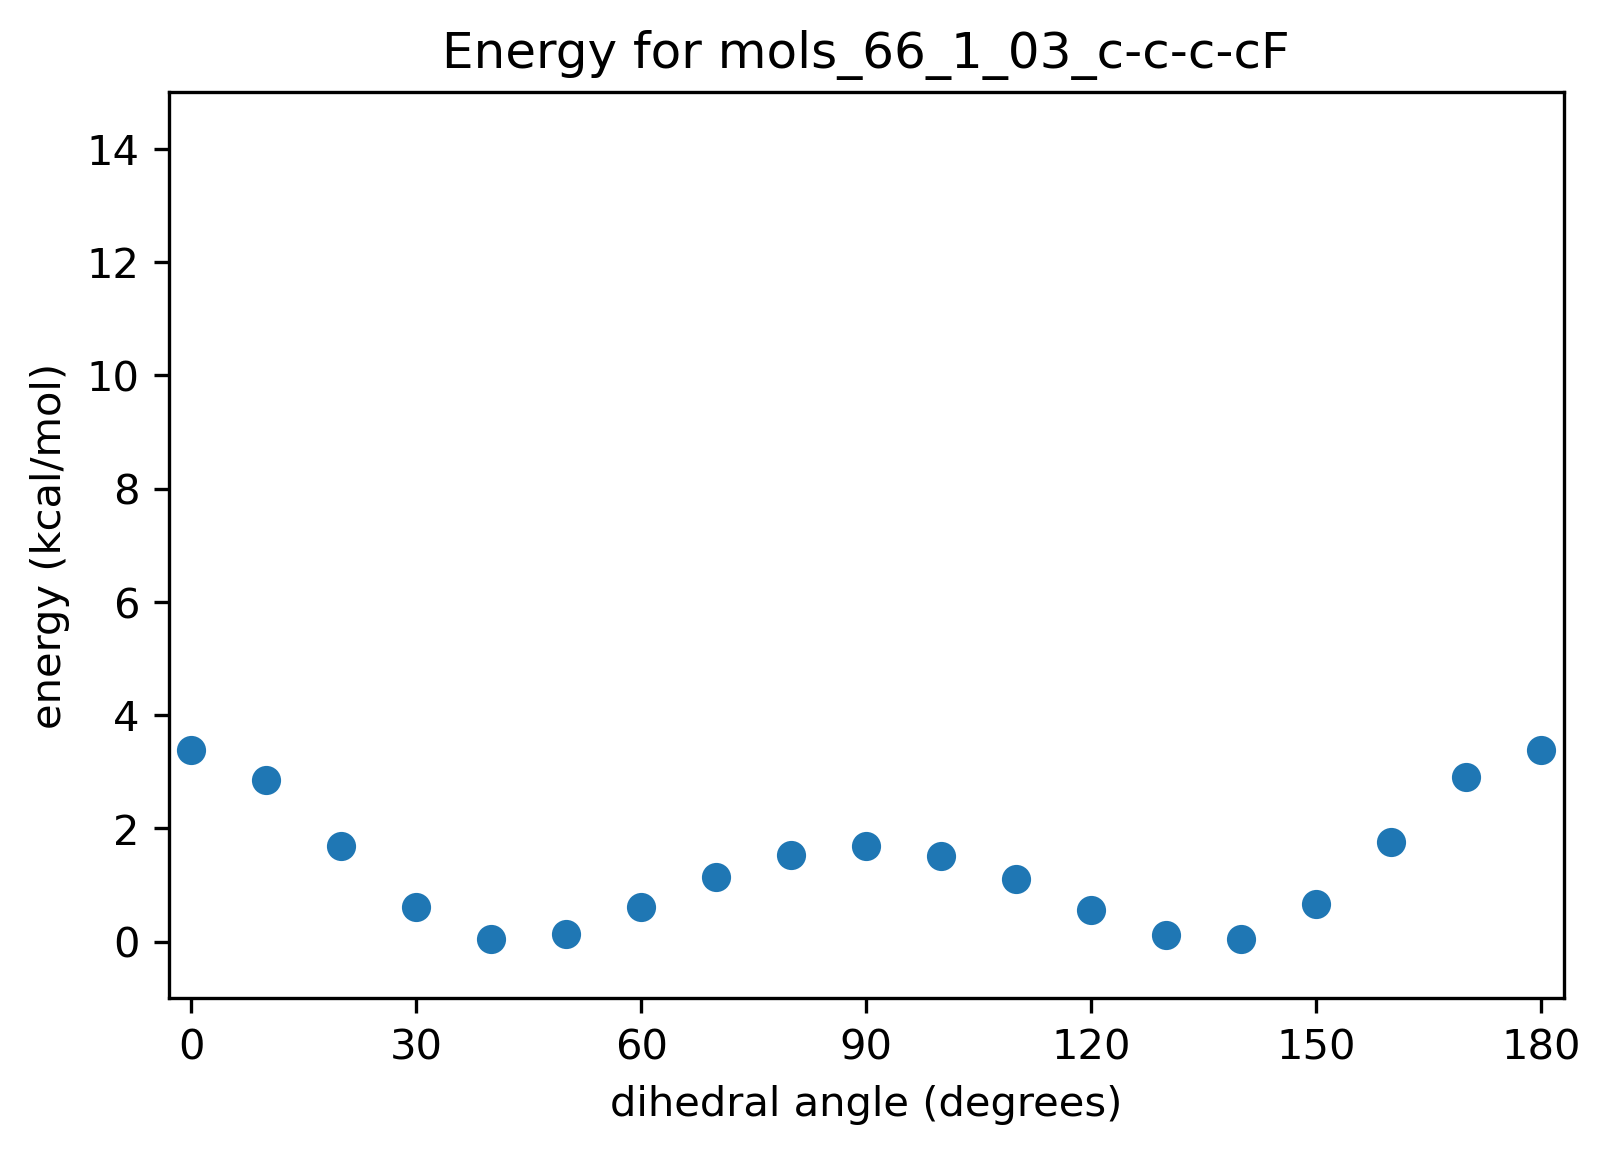 Energy for mols_66_1_03_c-c-c-cF
14
12
10
8
6
4
2
0
energy (kcal/mol)
0 30 60 90 120 150 180
dihedral angle (degrees)